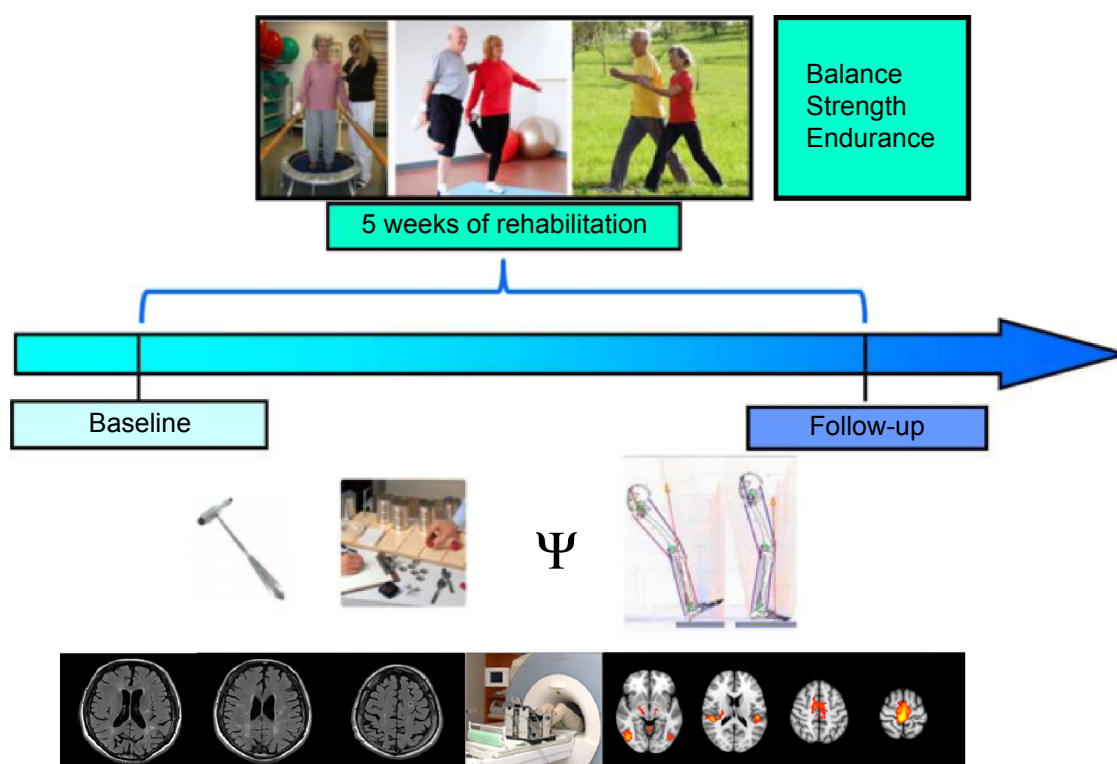 Balance
Strength
Endurance
5 weeks of rehabilitation
Baseline
Follow-up
Ψ